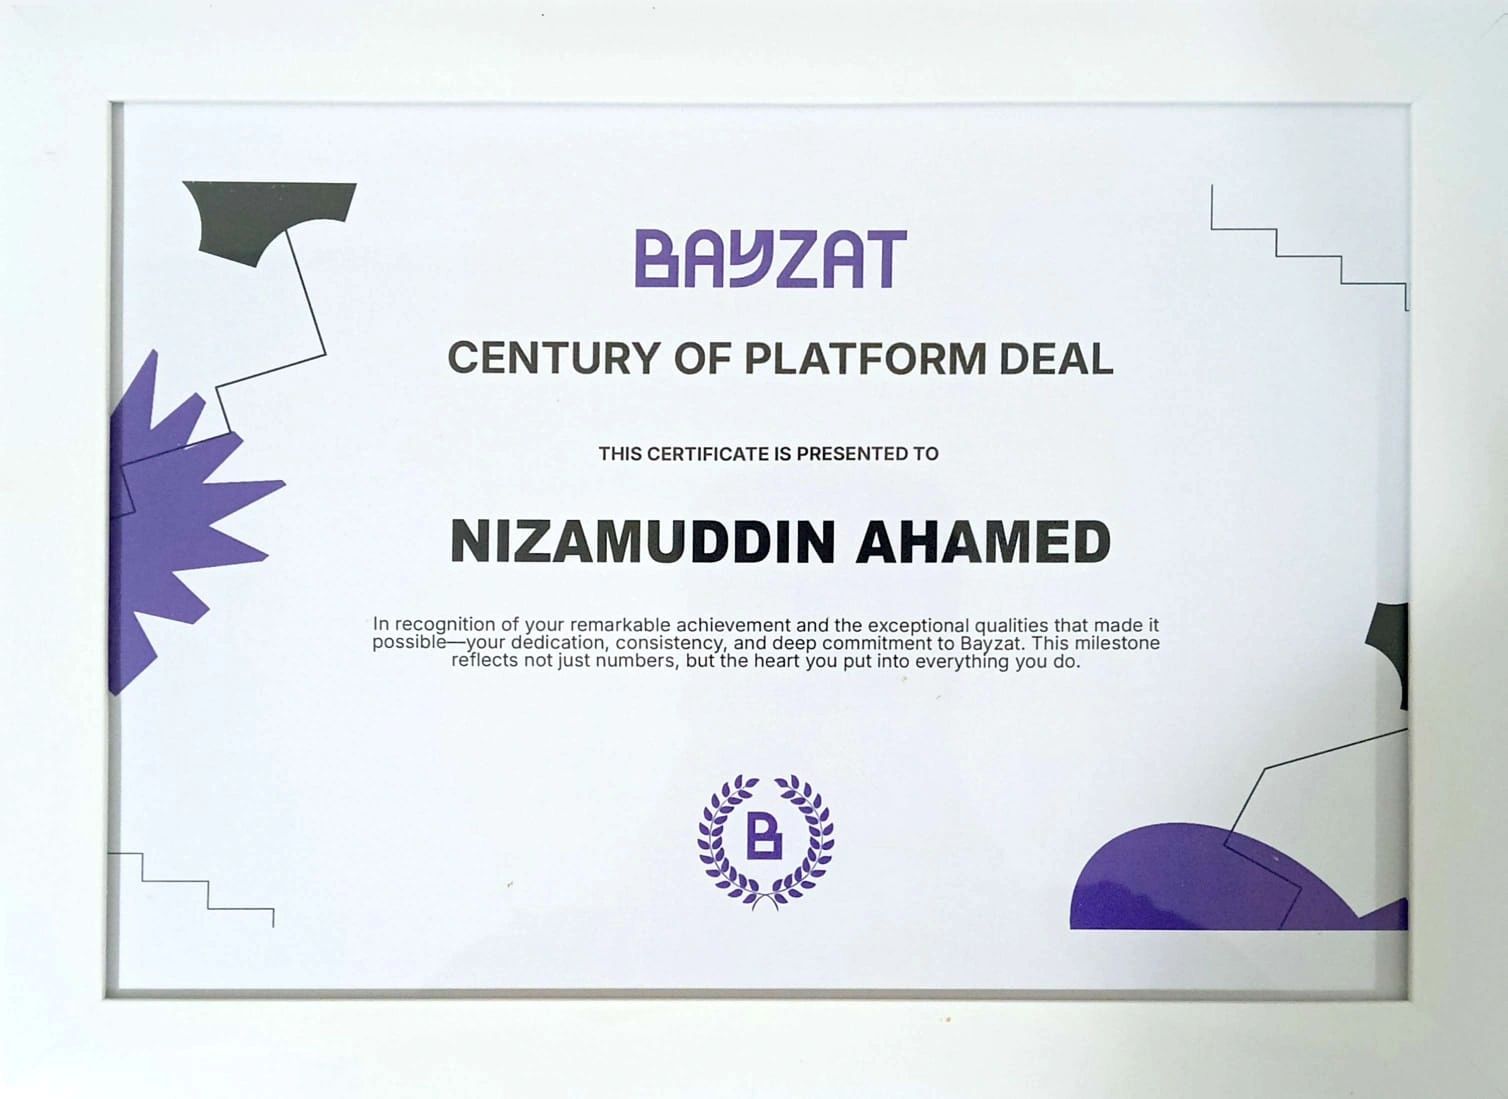 BAYZAT
CENTURY OF PLATFORM DEAL
THIS CERTIFICATE IS PRESENTED TO
NIZAMUDDIN AHAMED
In recognition of your remarkable achievement and the exceptional qualities that made it
possible—your dedication, consistency, and deep commitment to Bayzat. This milestone
reflects not just numbers, but the heart you put into everything you do.
B